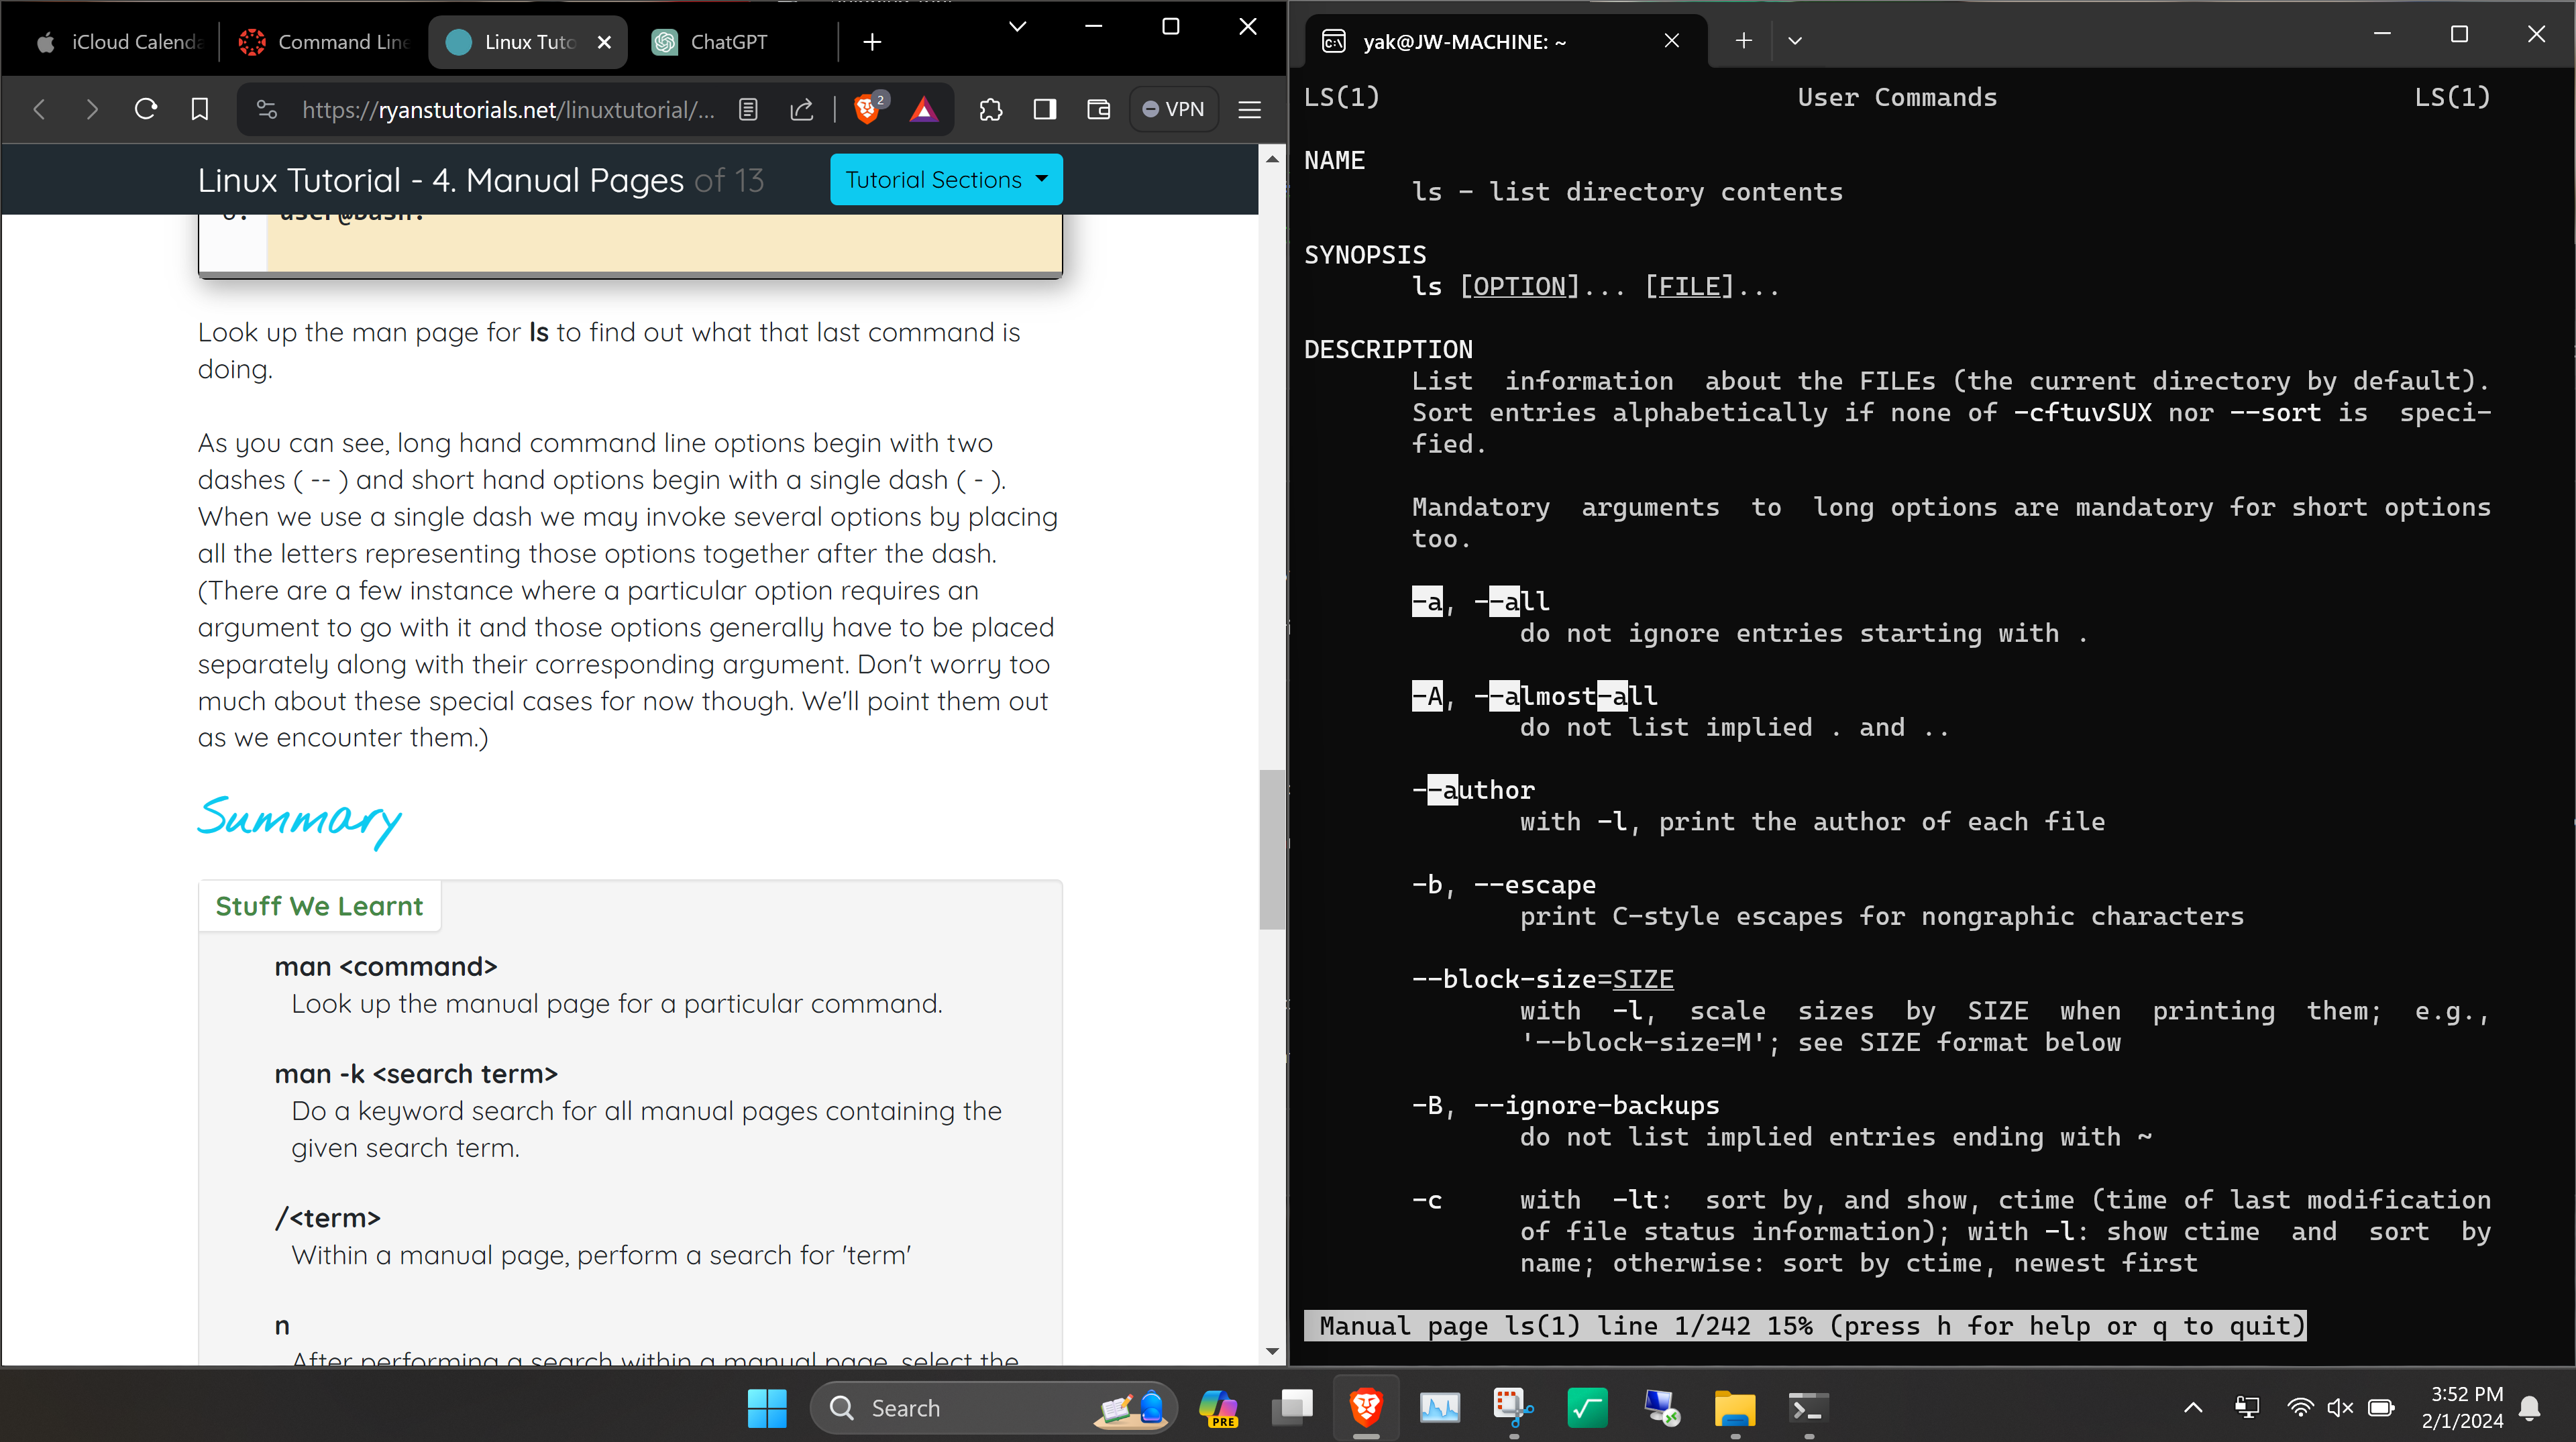 iCloud Calenda
Command Line
Linux Tuto
ChatGPT
https://ryanstutorials.net/linuxtutorial/...
2
VPN
Linux Tutorial - 4. Manual Pages of 13
Tutorial Sections
user@bash:
Look up the man page for ls to find out what that last command is
doing.
As you can see, long hand command line options begin with two
dashes ( -- ) and short hand options begin with a single dash ( - ).
When we use a single dash we may invoke several options by placing
all the letters representing those options together after the dash.
(There are a few instance where a particular option requires an
argument to go with it and those options generally have to be placed
separately along with their corresponding argument. Don't worry too
much about these special cases for now though. We'll point them out
as we encounter them.)
Summary
Stuff We Learnt
man <command>
Look up the manual page for a particular command.
man -k <search term>
Do a keyword search for all manual pages containing the
given search term.
/<term>
Within a manual page, perform a search for 'term'
n
After performing a search within a manual page, select the
yak@JW-MACHINE: ~
LS(1) User Commands LS(1)
NAME
ls - list directory contents
SYNOPSIS
ls [OPTION]... [FILE]...
DESCRIPTION
List information about the FILEs (the current directory by default).
Sort entries alphabetically if none of -cftuvSUX nor --sort is speci-
fied.
Mandatory arguments to long options are mandatory for short options
too.
-a, --all
do not ignore entries starting with .
-A, --almost-all
do not list implied . and ..
--author
with -l, print the author of each file
-b, --escape
print C-style escapes for nongraphic characters
--block-size=SIZE
with -l, scale sizes by SIZE when printing them; e.g.,
'--block-size=M'; see SIZE format below
-B, --ignore-backups
do not list implied entries ending with ~
-c with -lt: sort by, and show, ctime (time of last modification
of file status information); with -l: show ctime and sort by
name; otherwise: sort by ctime, newest first
Manual page ls(1) line 1/242 15% (press h for help or q to quit)
Search
PRE
3:52 PM
2/1/2024